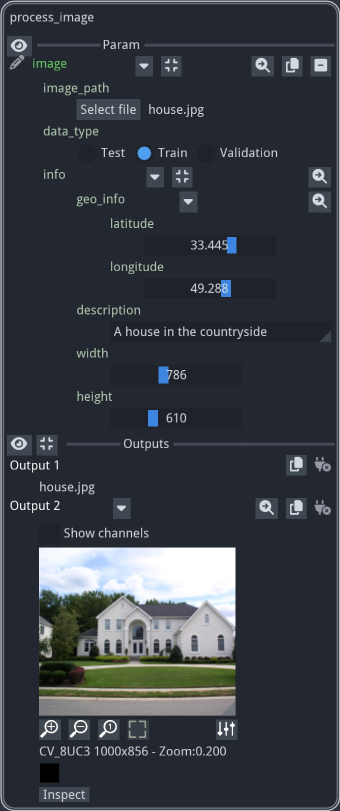 process_image
Param
image
image_path
Select file house.jpg
data_type
Test Train Validation
info
geo_info
latitude
33.445
longitude
49.288
description
A house in the countryside
width
786
height
610
Outputs
Output 1
house.jpg
Output 2
Show channels
1
CV_8UC3 1000x856 - Zoom:0.200
Inspect